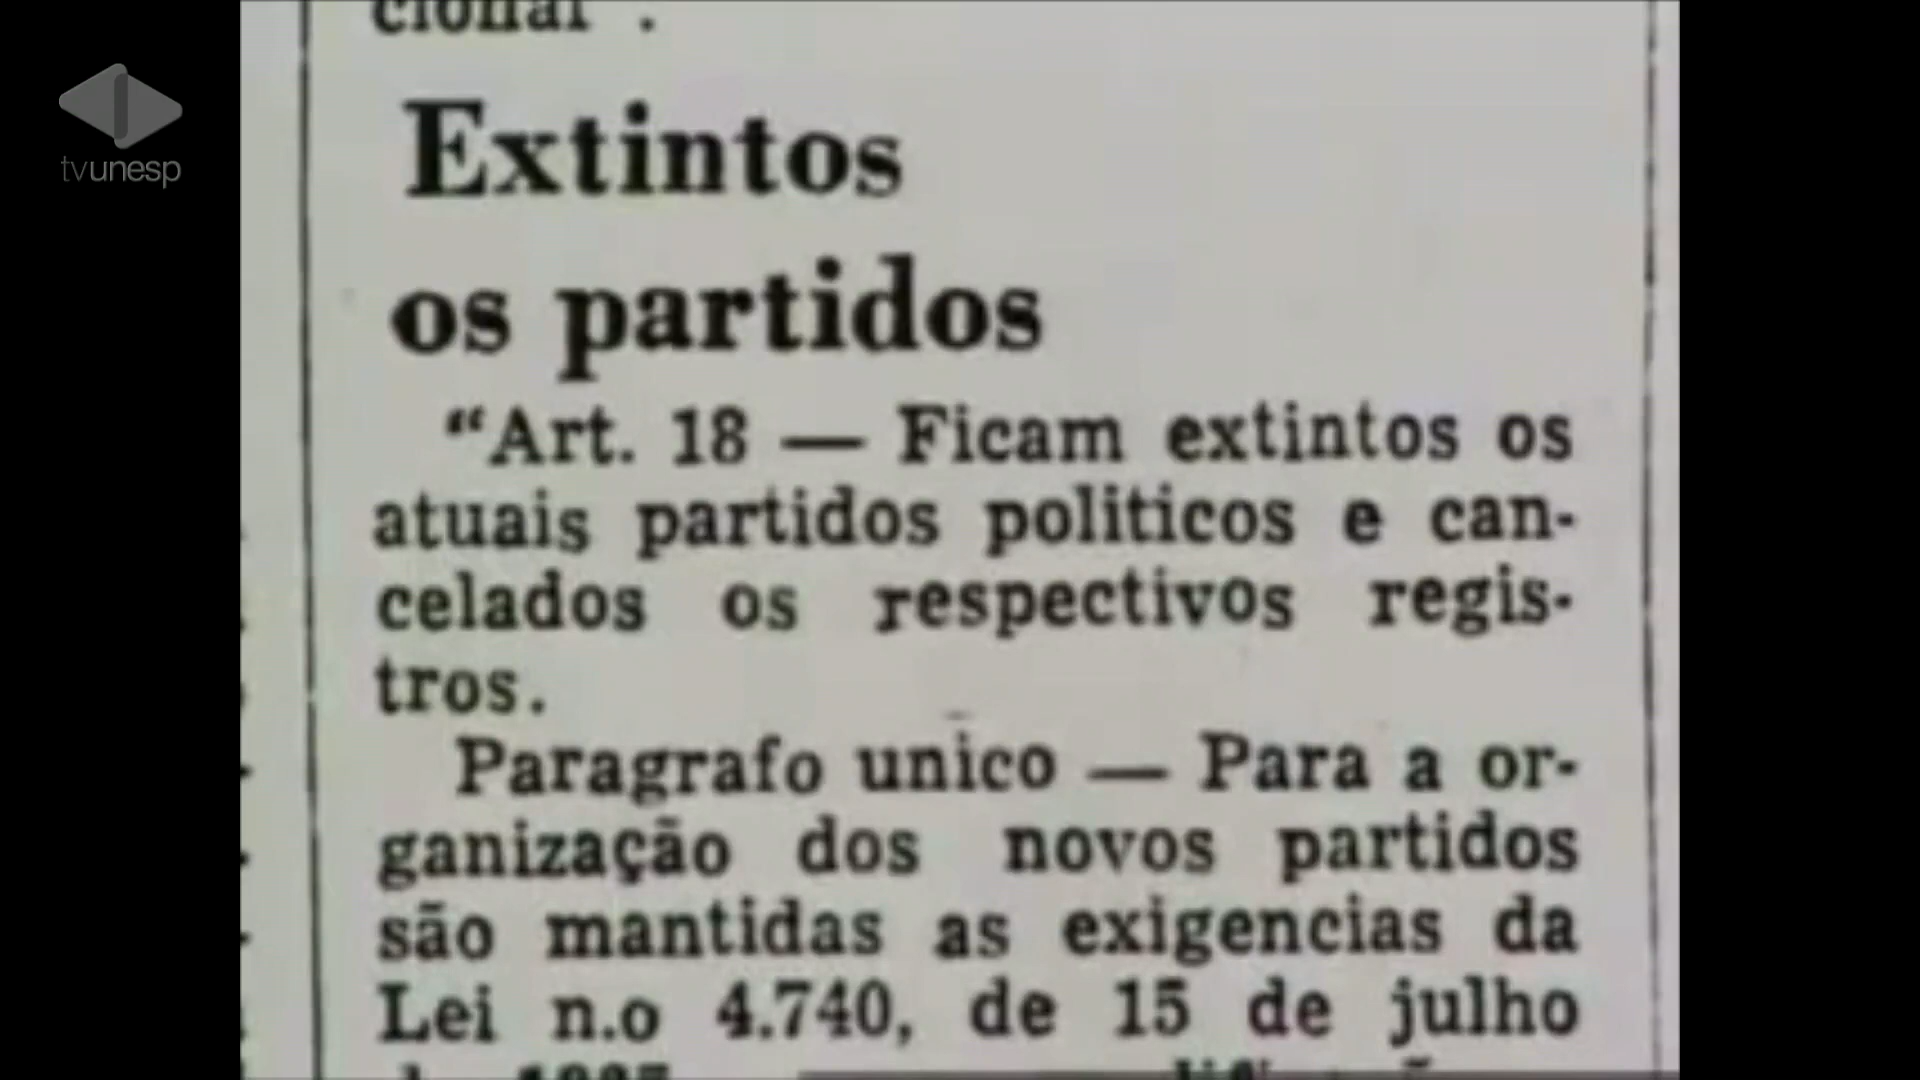 cional".
tvunesp
Extintos
os partidos
"Art. 18 — Ficam extintos os
atuais partidos politicos e can-
celados os respectivos regis-
tros.
Paragrafo unico — Para a or-
ganização dos novos partidos
são mantidas as exigencias da
Lei n.o 4.740, de 15 de julho